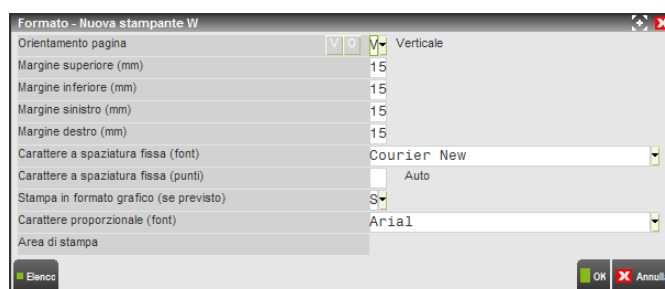 Formato - Nuova stampante W
Orientamento pagina V O V Verticale
Margine superiore (mm) 15
Margine inferiore (mm) 15
Margine sinistro (mm) 15
Margine destro (mm) 15
Carattere a spaziatura fissa (font) Courier New
Carattere a spaziatura fissa (punti) Auto
Stampa in formato grafico (se previsto) S
Carattere proporzionale (font) Arial
Area di stampa
Elenco OK Annull